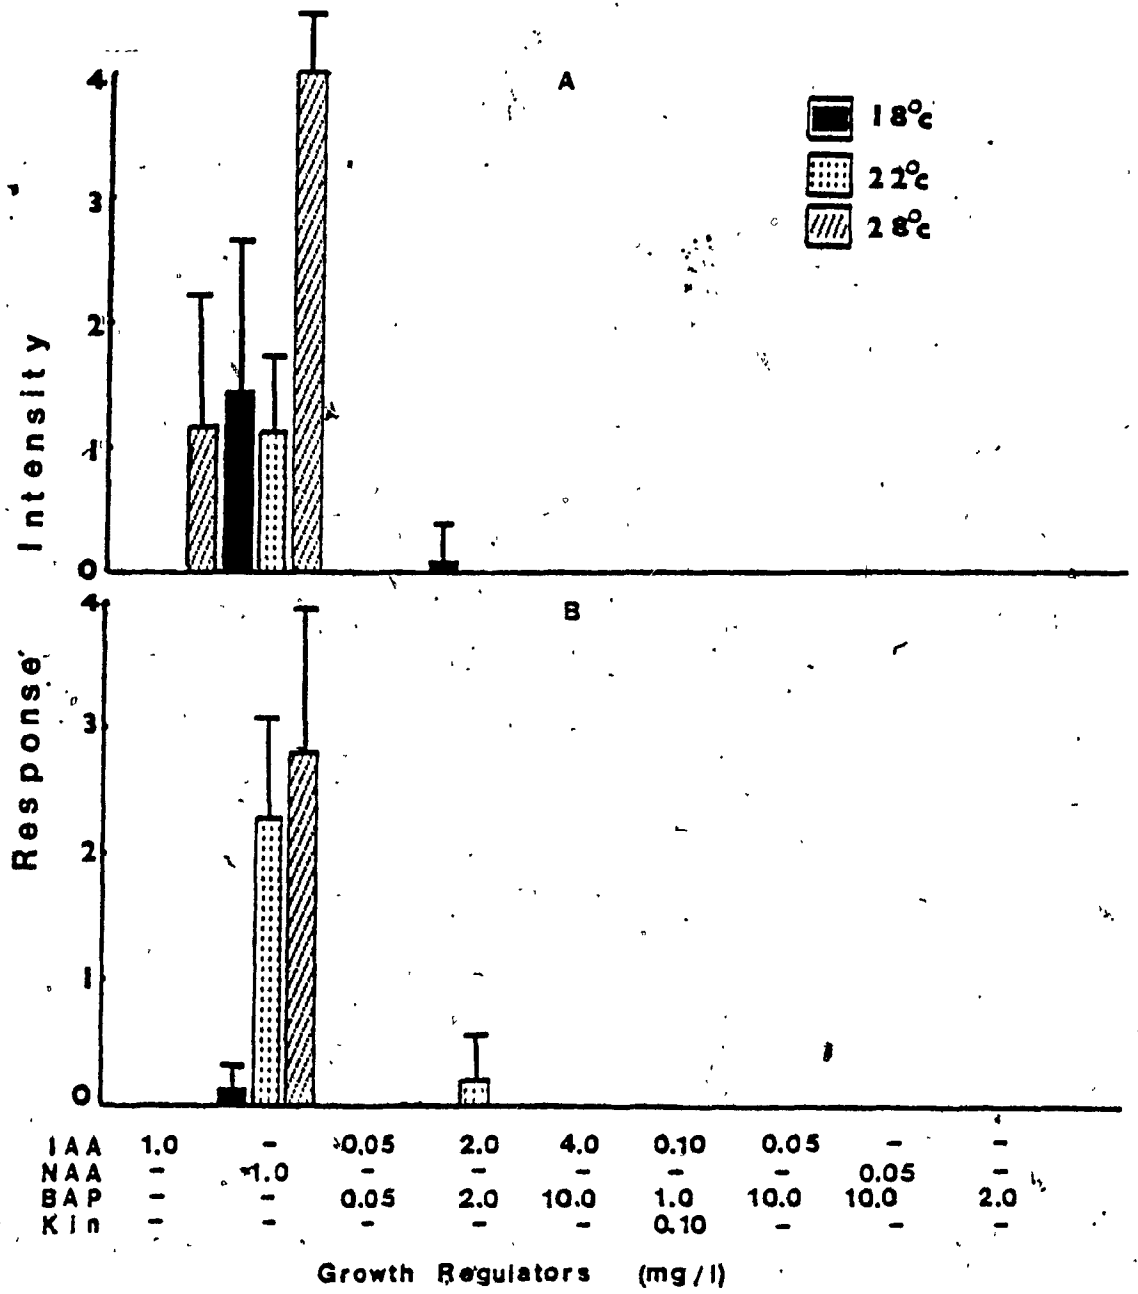 A
18°c
22°c
28°c
4
3
2
1
0
Intensity
B
4
3
2
1
0
Response
IAA 1.0 - 0.05 2.0 4.0 0.10 0.05 - -
NAA - 1.0 - - - - - 0.05 -
BAP - - 0.05 2.0 10.0 1.0 10.0 10.0 2.0
Kin - - - - - 0.10 - - -
Growth Regulators (mg/l)